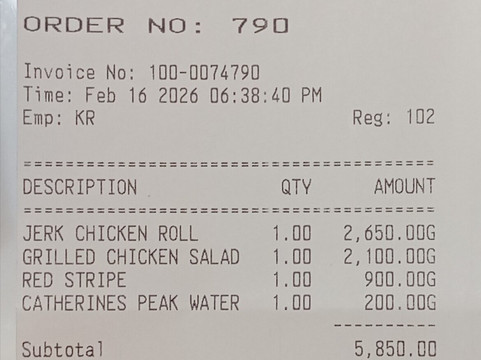 ORDER NO: 790
Invoice No: 100-0074790
Time: Feb 16 2026 06:38:40 PM
Emp: KR Reg: 102
=========================================
DESCRIPTION QTY AMOUNT
=========================================
JERK CHICKEN ROLL 1.00 2,650.00G
GRILLED CHICKEN SALAD 1.00 2,100.00G
RED STRIPE 1.00 900.00G
CATHERINES PEAK WATER 1.00 200.00G
----------
Subtotal 5,850.00